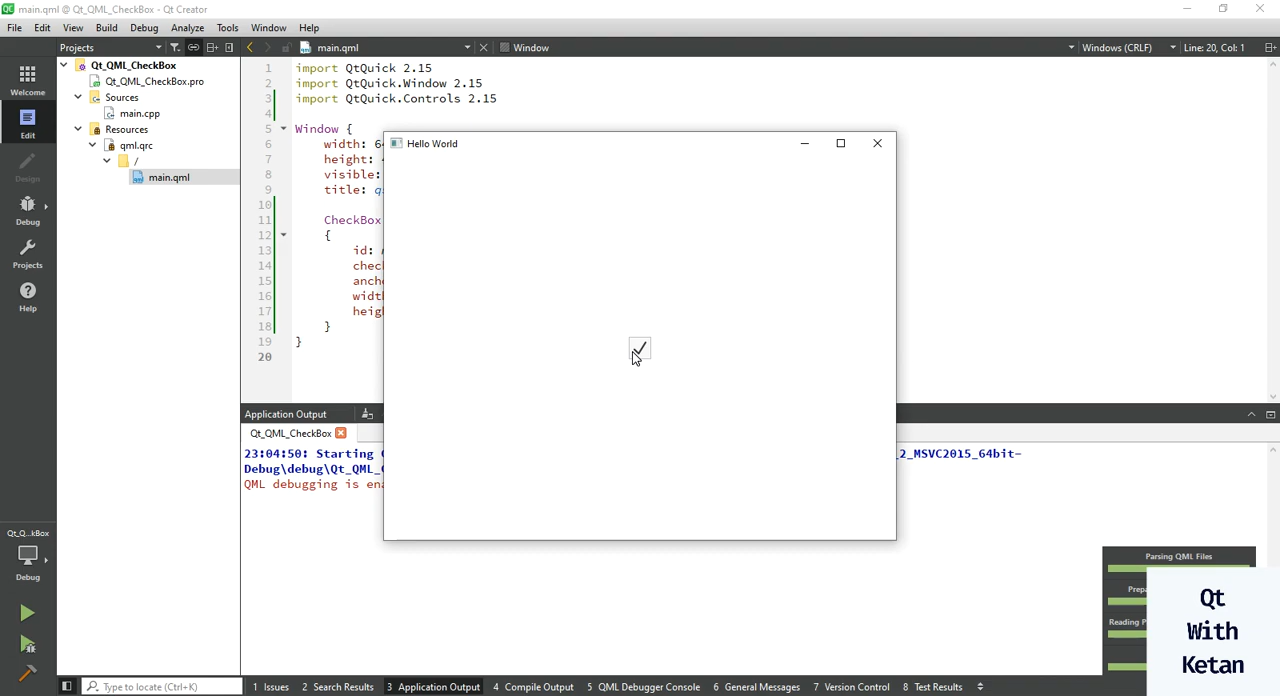 main.qml @ Qt_QML_CheckBox - Qt Creator
File Edit View Build Debug Analyze Tools Window Help
Projects main.qml Window Windows (CRLF) Line: 20, Col: 1
Welcome
Edit
Design
Debug
Projects
Help
Qt_QML_CheckBox
Qt_QML_CheckBox.pro
Sources
main.cpp
Resources
qml.qrc
/
main.qml
1 import QtQuick 2.15
2 import QtQuick.Window 2.15
3 import QtQuick.Controls 2.15
4
5 Window {
6 width: 6
7 height:
8 visible:
9 title: q
10
11 CheckBox
12 {
13 id:
14 chec
15 anch
16 widt
17 heig
18 }
19 }
20
Hello World
Application Output
Qt_QML_CheckBox
23:04:50: Starting _2_MSVC2015_64bit-
Debug\debug\Qt_QML_
QML debugging is ena
Qt_Q...kBox
Debug
Parsing QML Files
Prepa
Reading P
Qt
With
Ketan
Type to locate (Ctrl+K) 1 Issues 2 Search Results 3 Application Output 4 Compile Output 5 QML Debugger Console 6 General Messages 7 Version Control 8 Test Results